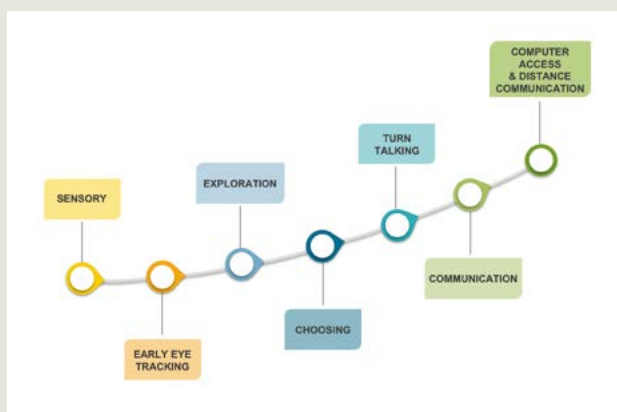 SENSORY
EARLY EYE
TRACKING
EXPLORATION
CHOOSING
TURN
TALKING
COMMUNICATION
COMPUTER
ACCESS
& DISTANCE
COMMUNICATION